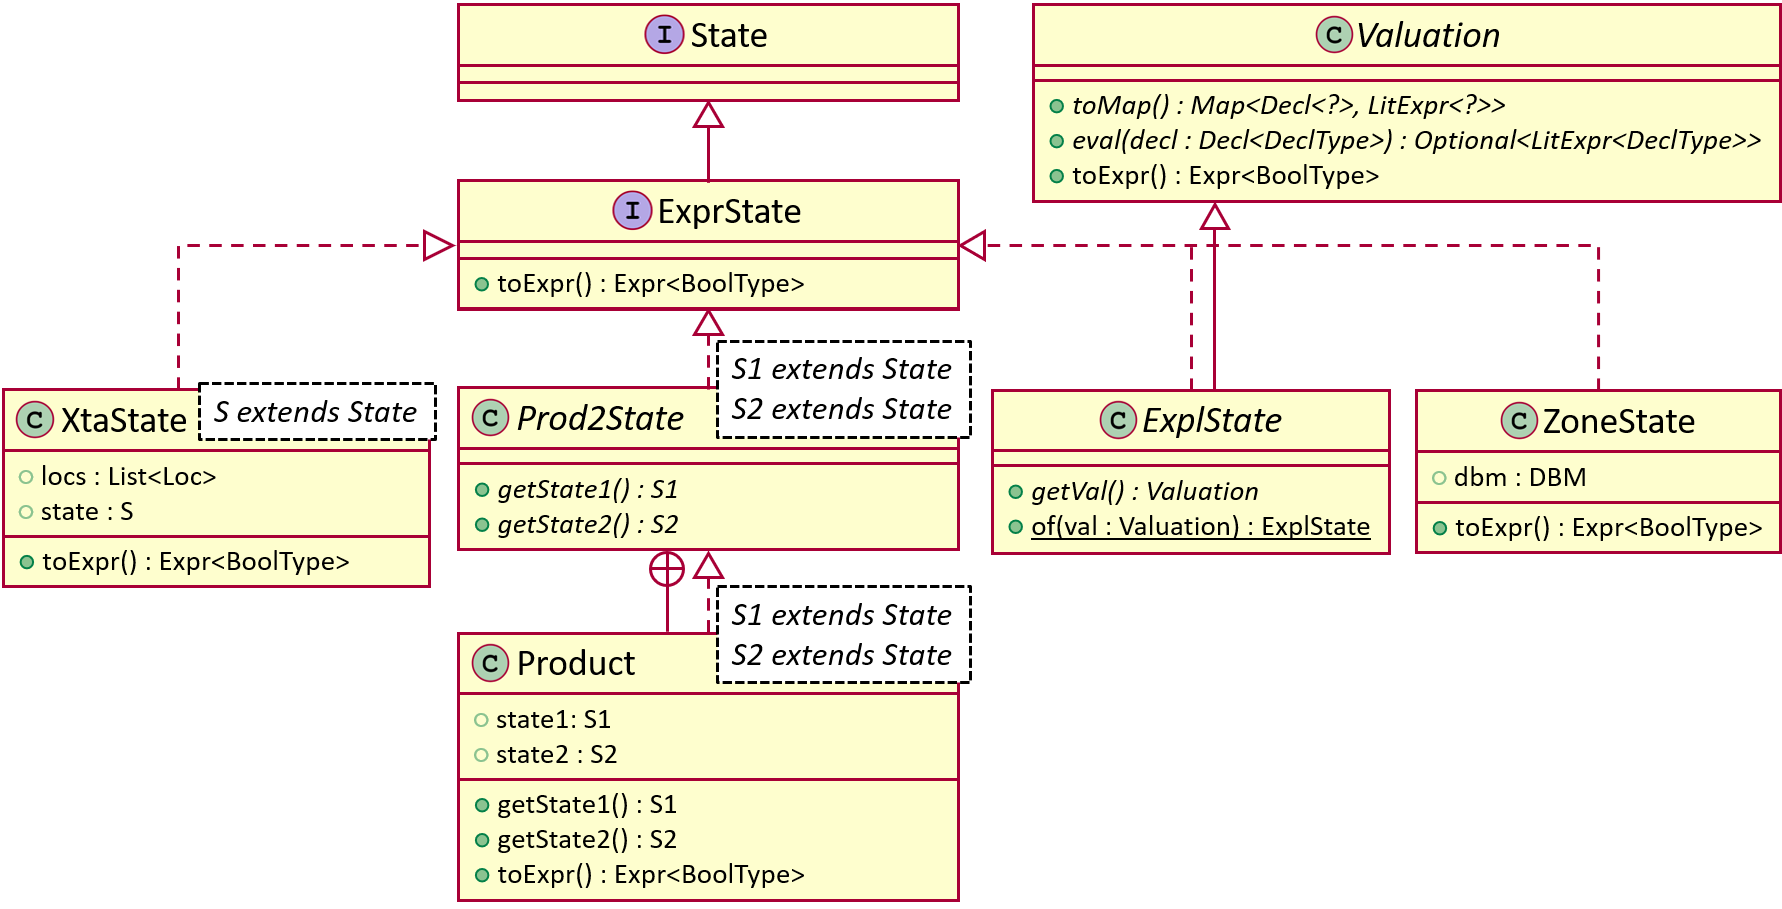 I State
C Valuation
toMap() : Map<Decl<?>, LitExpr<?>>
eval(decl : Decl<DeclType>) : Optional<LitExpr<DeclType>>
toExpr() : Expr<BoolType>
I ExprState
toExpr() : Expr<BoolType>
C XtaState
S extends State
locs : List<Loc>
state : S
toExpr() : Expr<BoolType>
C Prod2State
S1 extends State
S2 extends State
getState1() : S1
getState2() : S2
C ExplState
getVal() : Valuation
of(val : Valuation) : ExplState
C ZoneState
dbm : DBM
toExpr() : Expr<BoolType>
C Product
S1 extends State
S2 extends State
state1: S1
state2 : S2
getState1() : S1
getState2() : S2
toExpr() : Expr<BoolType>